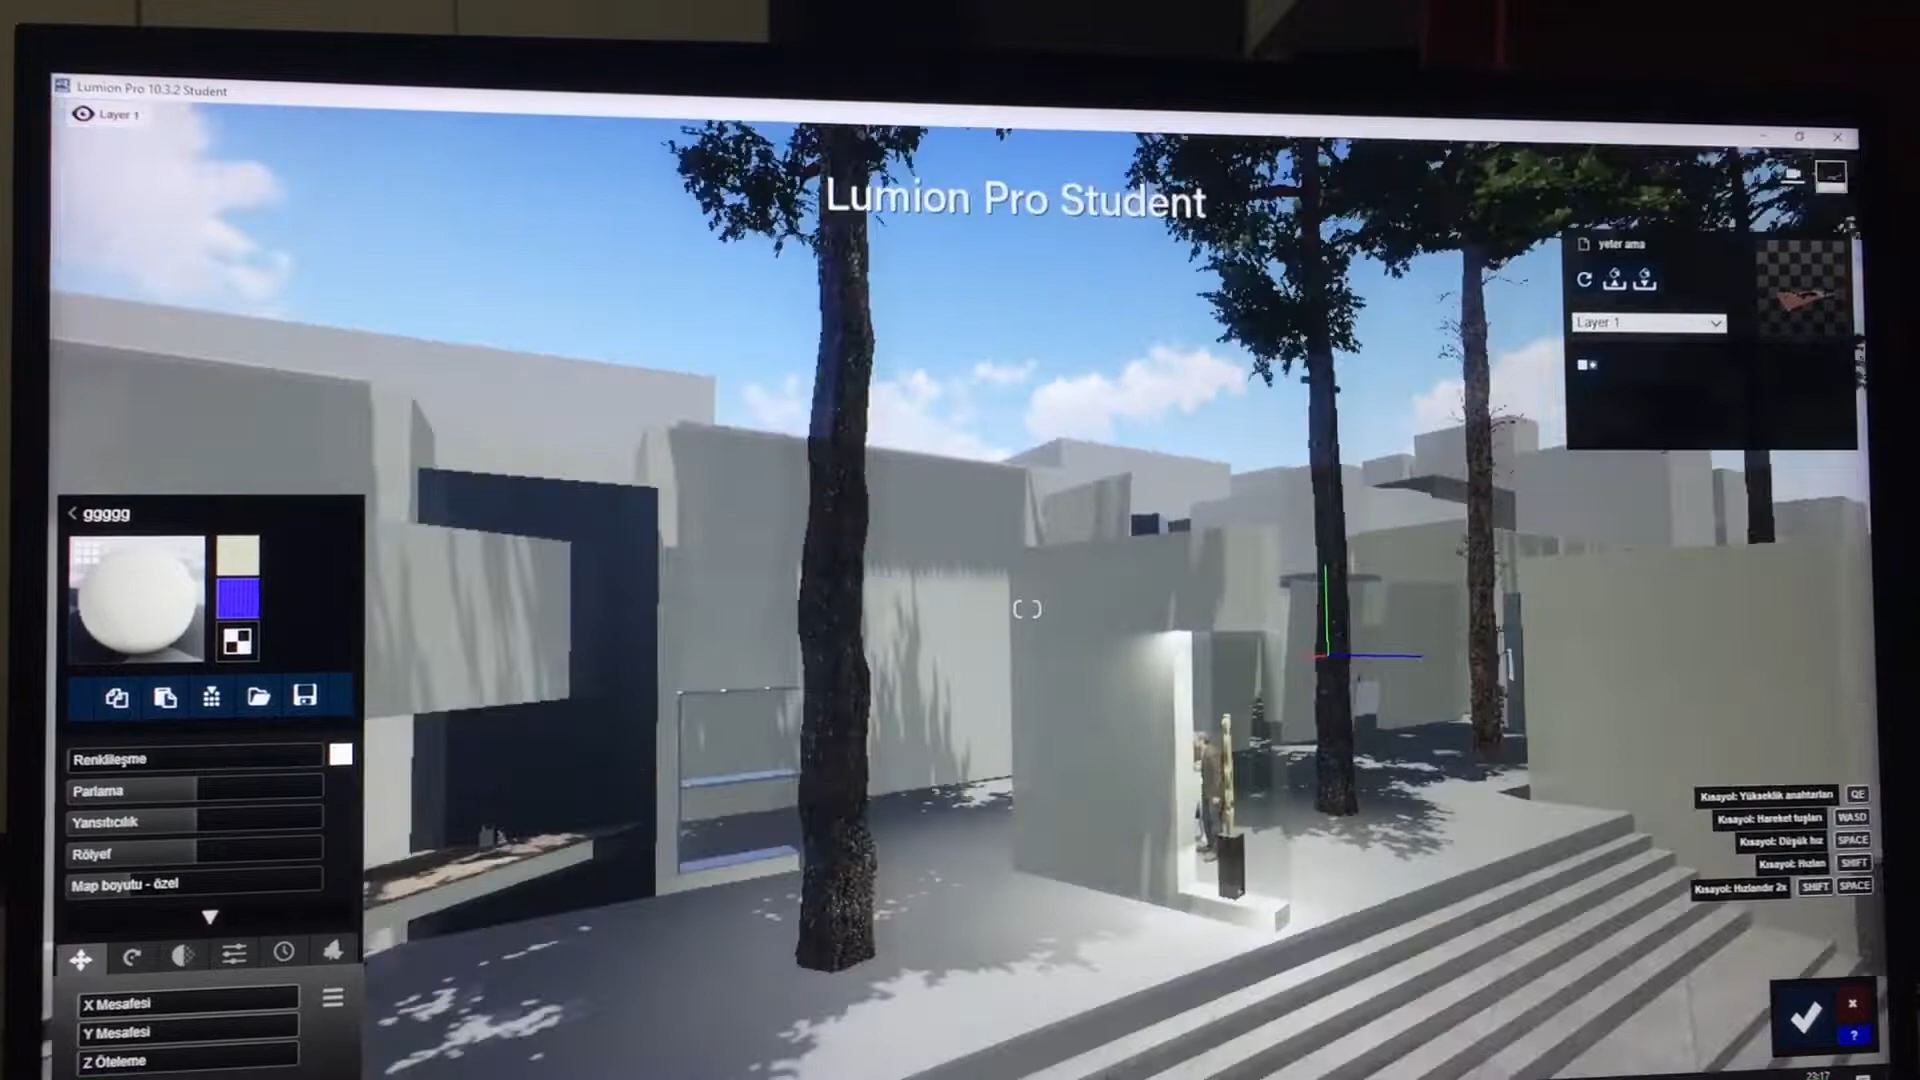 Lumion Pro 10.3.2 Student
Layer 1
Lumion Pro Student
yeter ama
Layer 1
ggggg
Renklileşme
Parlama
Yansıtıcılık
Rölyef
Map boyutu - özel
X Mesafesi
Y Mesafesi
Z Öteleme
Kısayol: Yükseklik anahtarları QE
Kısayol: Hareket tuşları WASD
Kısayol: Düşük hız SPACE
Kısayol: Hızlan SHIFT
Kısayol: Hızlandır 2x SHIFT SPACE
?
23:17